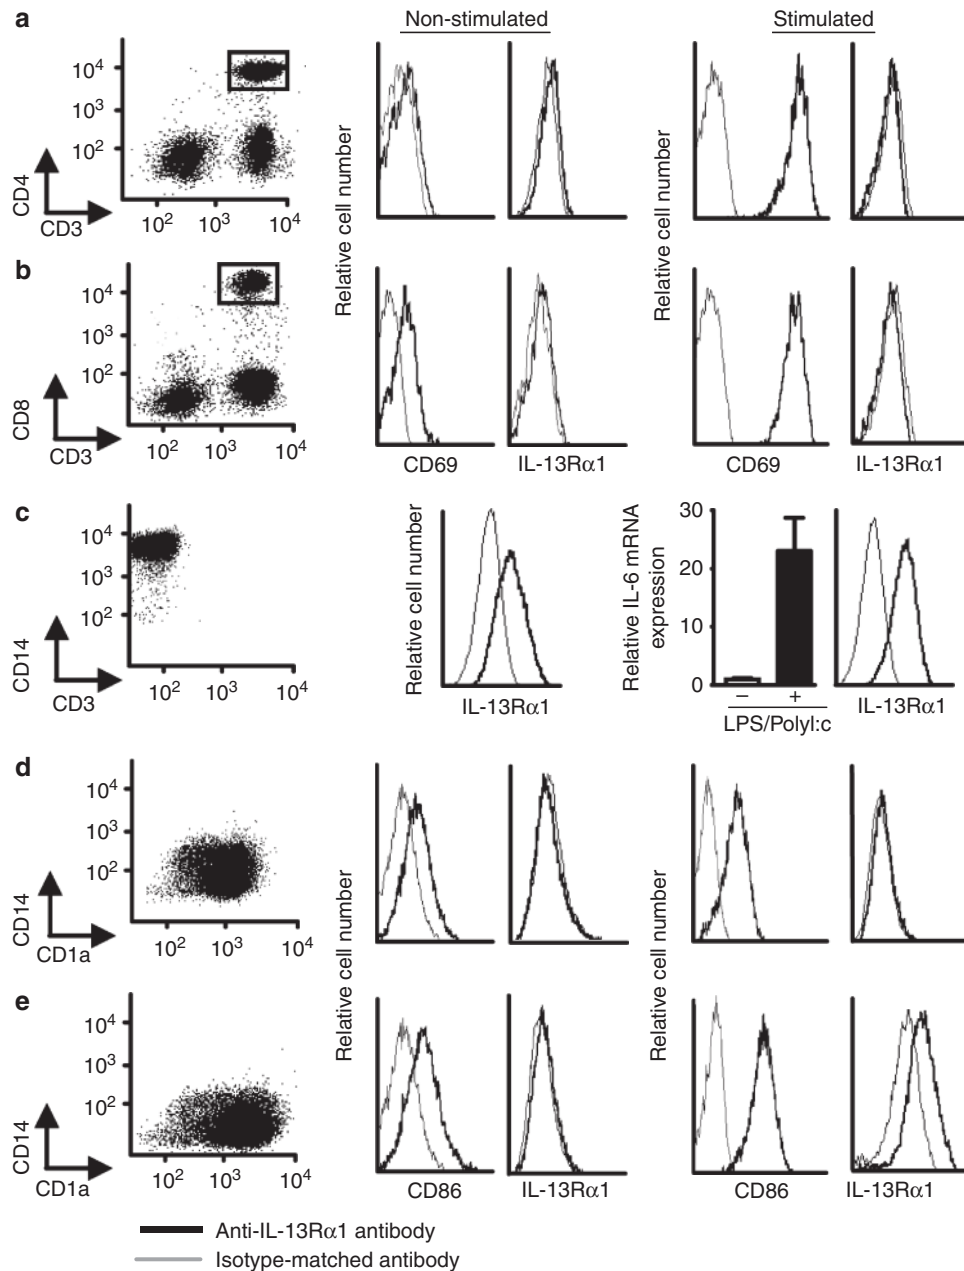 a
Non-stimulated
Stimulated
10⁴
10³
10²
CD4
CD3
10² 10³ 10⁴
Relative cell number
Relative cell number
b
10⁴
10³
10²
CD8
CD3
10² 10³ 10⁴
CD69
IL-13Rα1
CD69
IL-13Rα1
c
10⁴
10³
10²
CD14
CD3
10² 10³ 10⁴
Relative cell number
IL-13Rα1
Relative IL-6 mRNA
expression
30
20
10
0
– +
LPS/PolyI:c
IL-13Rα1
d
10⁴
10³
10²
CD14
CD1a
10² 10³ 10⁴
Relative cell number
Relative cell number
e
10⁴
10³
10²
CD14
CD1a
10² 10³ 10⁴
CD86
IL-13Rα1
CD86
IL-13Rα1
Anti-IL-13Rα1 antibody
Isotype-matched antibody